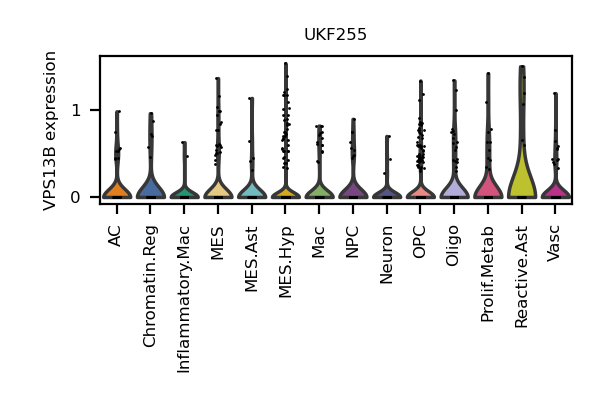 UKF255
VPS13B expression
1
0
AC
Chromatin.Reg
Inflammatory.Mac
MES
MES.Ast
MES.Hyp
Mac
NPC
Neuron
OPC
Oligo
Prolif.Metab
Reactive.Ast
Vasc